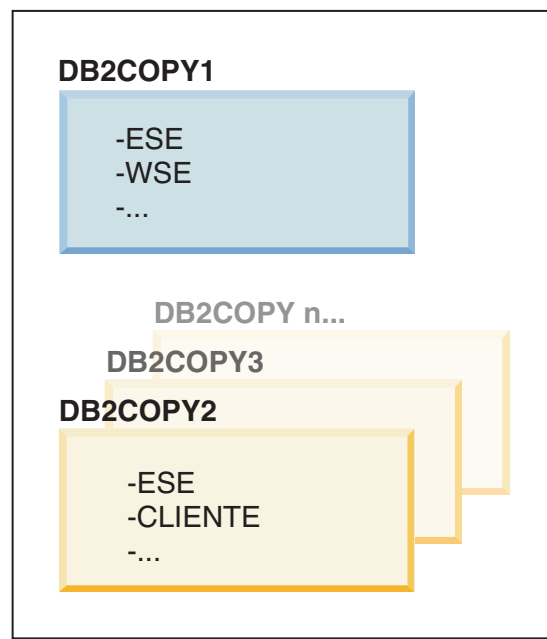 DB2COPY1
-ESE
-WSE
-...
DB2COPY n...
DB2COPY3
DB2COPY2
-ESE
-CLIENTE
-...